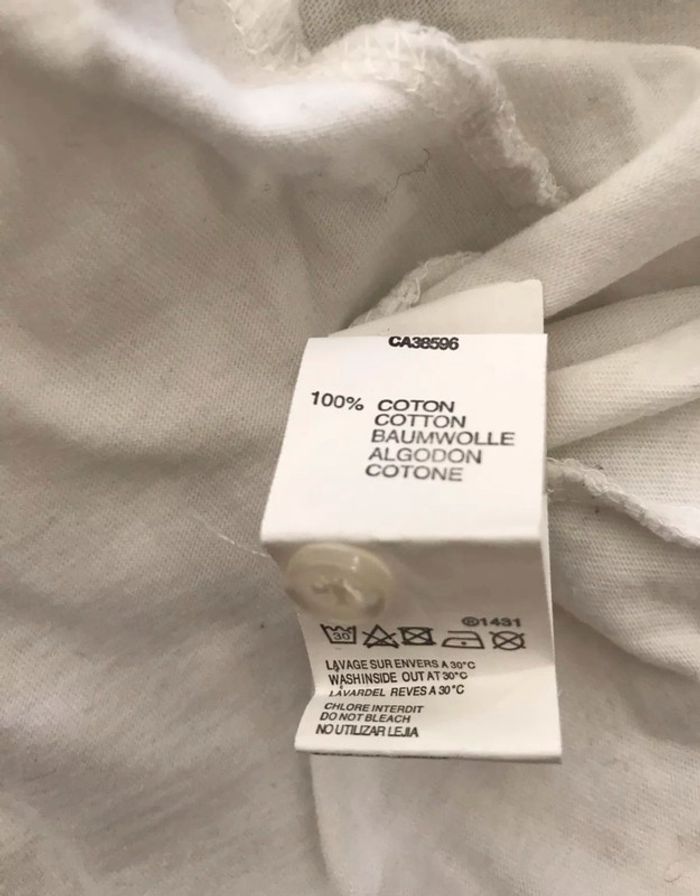 CA38596
100% COTON
COTTON
BAUMWOLLE
ALGODON
COTONE
®1431
30
LAVAGE SUR ENVERS A 30°C
WASH INSIDE OUT AT 30°C
LAVAR DEL REVES A 30°C
CHLORE INTERDIT
DO NOT BLEACH
NO UTILIZAR LEJIA